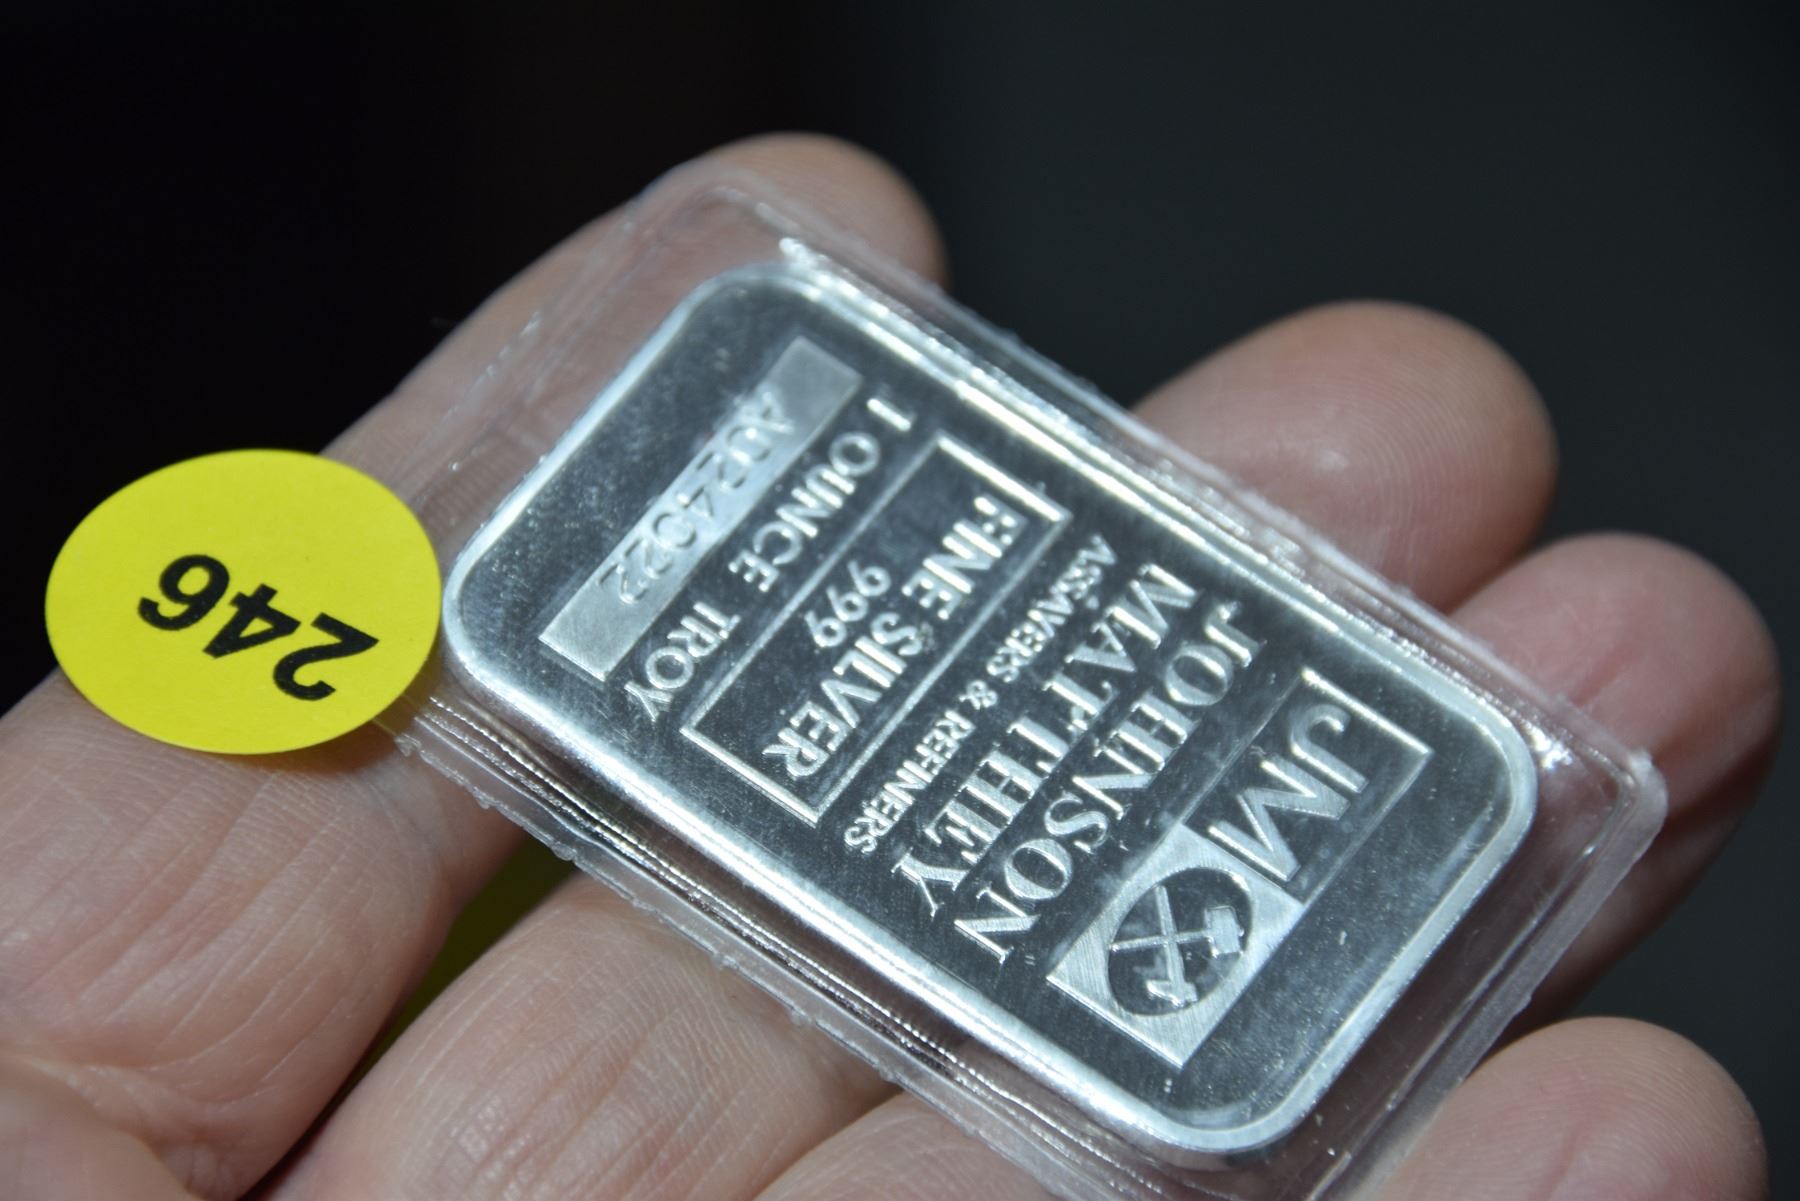 JM
JOHNSON
MATTHEY
ASSAYERS & REFINERS
FINE SILVER
999
1 OUNCE TROY
A024022
246